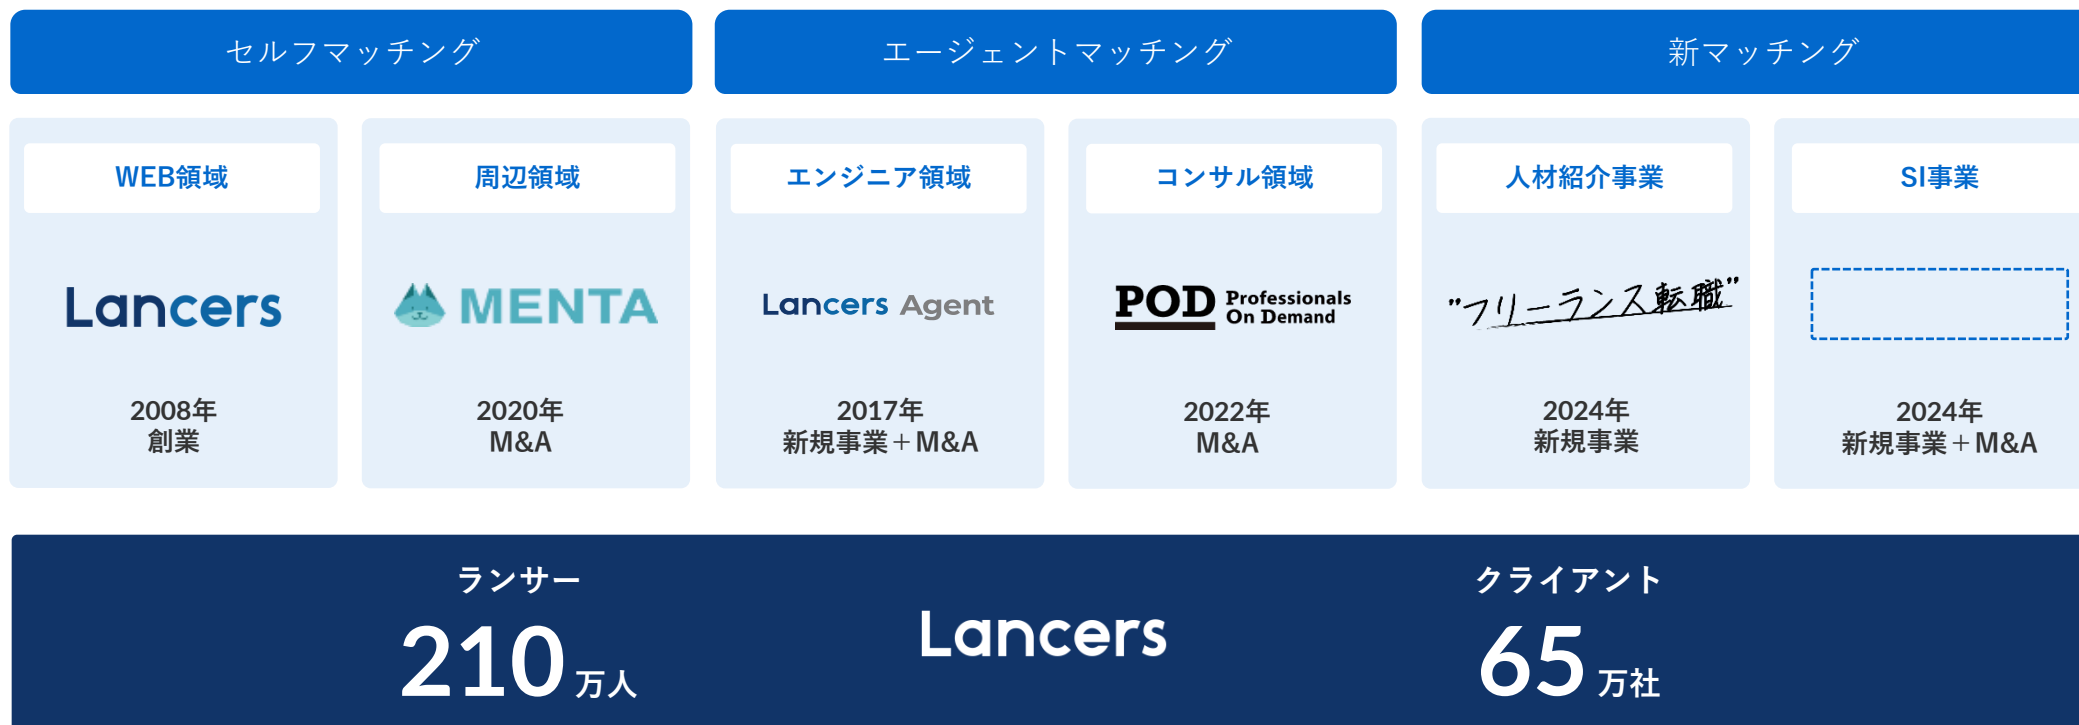 セルフマッチング
エージェントマッチング
新マッチング
WEB領域
周辺領域
エンジニア領域
コンサル領域
人材紹介事業
SI事業
Lancers
MENTA
Lancers Agent
POD Professionals
On Demand
"フリーランス転職"
2008年
創業
2020年
M&A
2017年
新規事業＋M&A
2022年
M&A
2024年
新規事業
2024年
新規事業＋M&A
ランサー
210万人
Lancers
クライアント
65万社